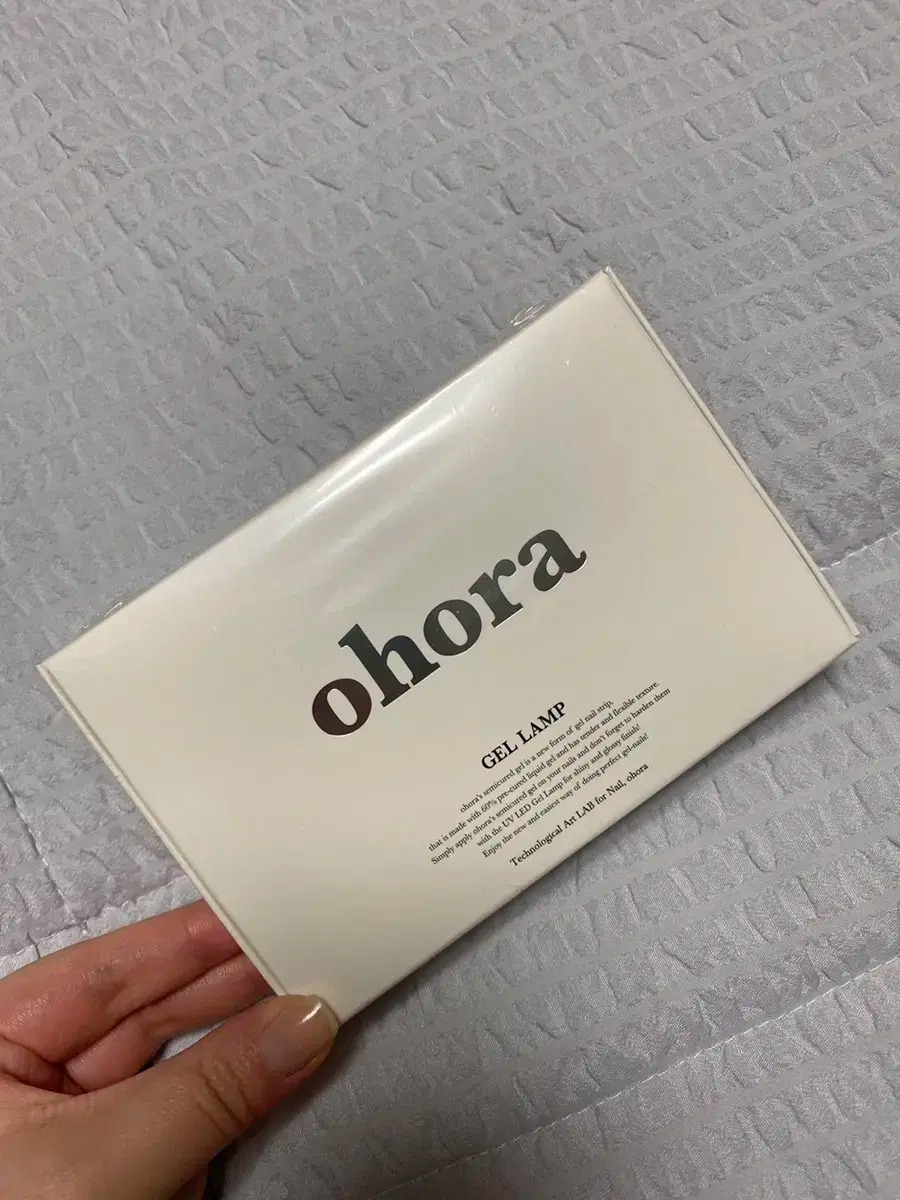 ohora
GEL LAMP
ohora's semicured gel is a new form of gel nail strip,
that is made with 60% pre-cured liquid gel and has tender and flexible texture.
Simply apply ohora's semicured gel on your nails and don't forget to harden them
with the UV LED Gel Lamp for shiny and glossy finish!
Enjoy the new and easiest way of doing perfect gel-nails!
Technological Art LAB for Nail, ohora